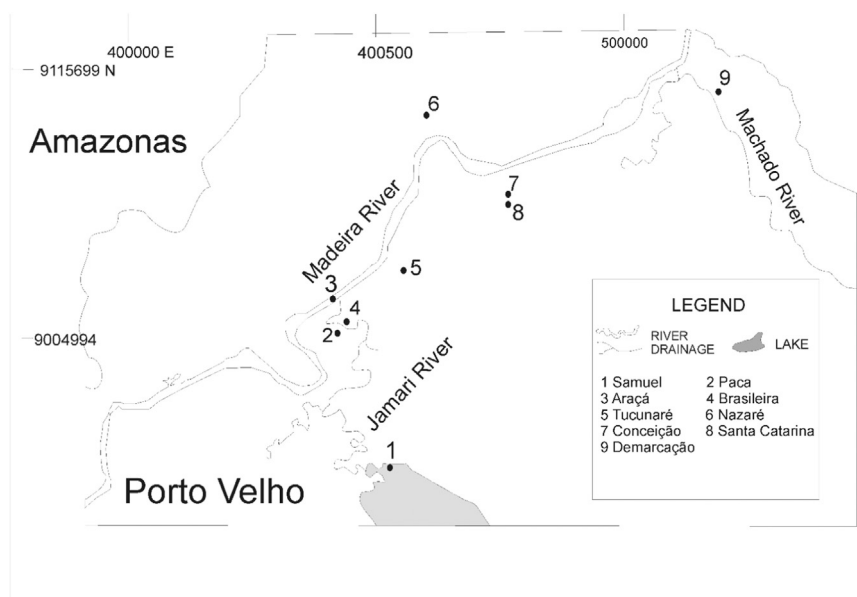 400000 E
400500
500000
9115699 N
9
6
Amazonas
Machado River
7
8
Madeira River
5
3
4
2
9004994
Jamari River
1
Porto Velho
LEGEND
RIVER
DRAINAGE
LAKE
1 Samuel 2 Paca
3 Araçá 4 Brasileira
5 Tucunaré 6 Nazaré
7 Conceição 8 Santa Catarina
9 Demarcação